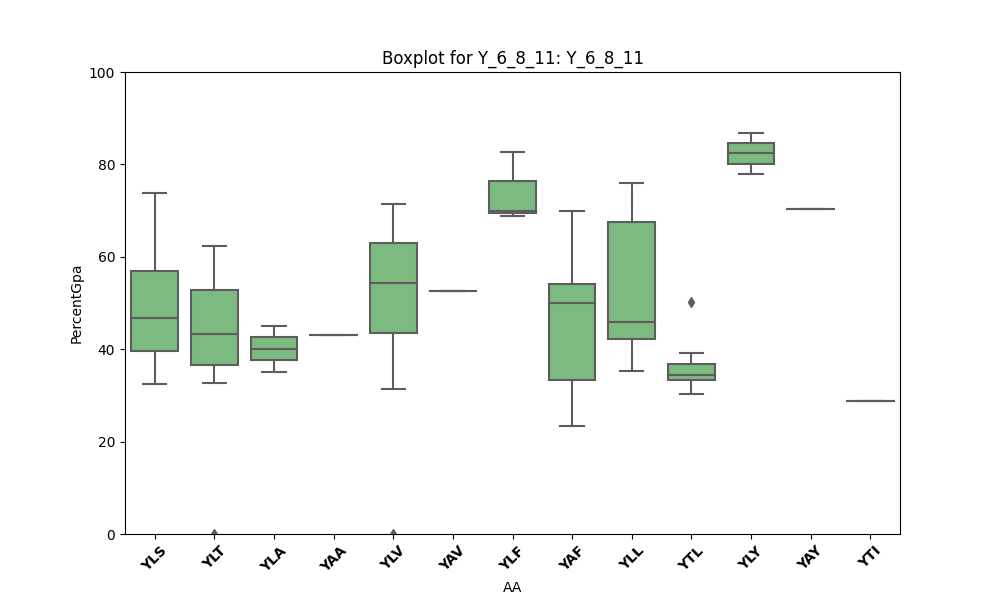 Boxplot for Y_6_8_11: Y_6_8_11
100
80
60
40
20
0
PercentGpa
YLS YLT YLA YAA YLV YAV YLF YAF YLL YTL YLY YAY YTI
AA